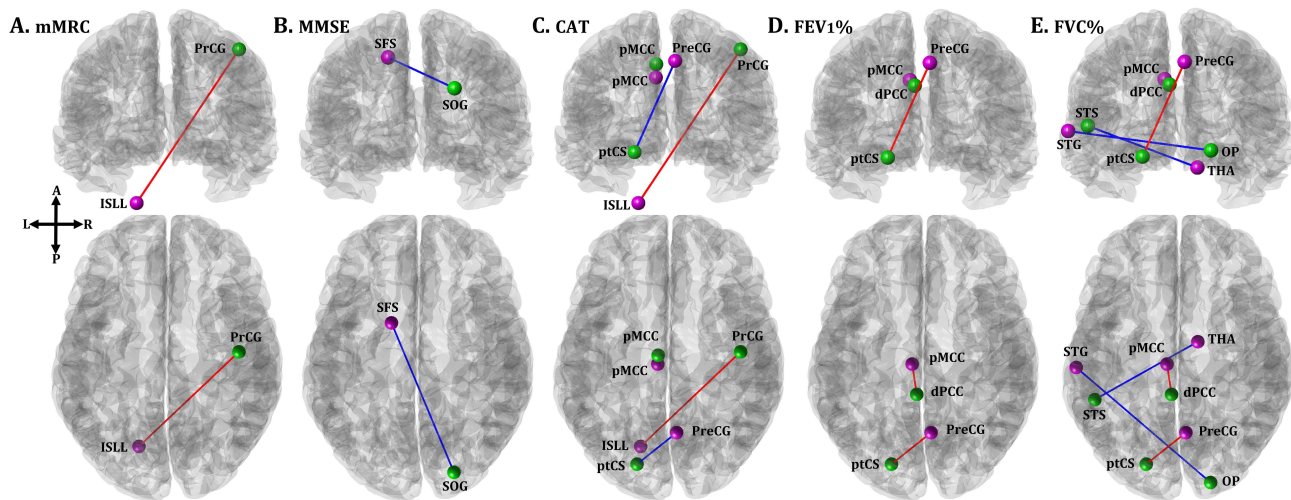 A. mMRC
PrCG
ISLL
B. MMSE
SFS
SOG
C. CAT
pMCC
PreCG
pMCC
PrCG
ptCS
ISLL
D. FEV1%
PreCG
pMCC
dPCC
ptCS
E. FVC%
PreCG
pMCC
dPCC
STS
STG
ptCS
OP
THA
A
L
R
P
PrCG
ISLL
SFS
SOG
pMCC
pMCC
PrCG
PreCG
ISLL
ptCS
pMCC
dPCC
PreCG
ptCS
THA
STG
pMCC
dPCC
STS
PreCG
ptCS
OP